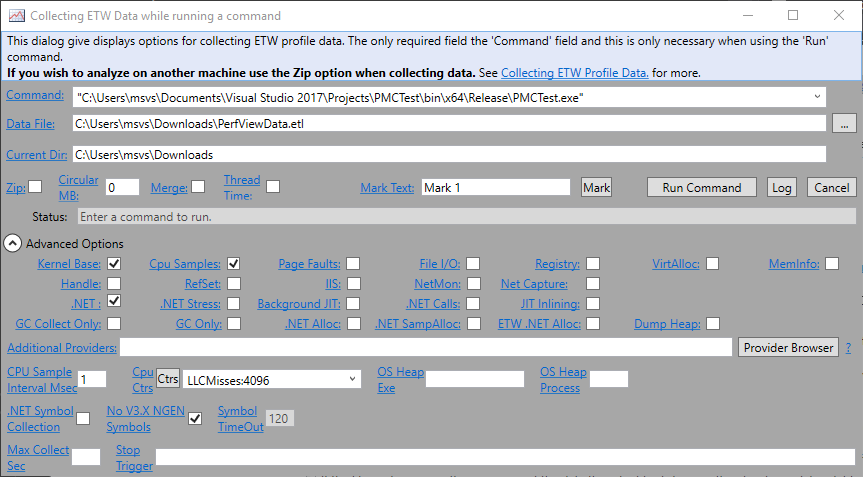 Collecting ETW Data while running a command
This dialog give displays options for collecting ETW profile data. The only required field the 'Command' field and this is only necessary when using the 'Run'
command.
If you wish to analyze on another machine use the Zip option when collecting data. See Collecting ETW Profile Data. for more.
Command: "C:\Users\msvs\Documents\Visual Studio 2017\Projects\PMCTest\bin\x64\Release\PMCTest.exe"
Data File: C:\Users\msvs\Downloads\PerfViewData.etl ...
Current Dir: C:\Users\msvs\Downloads
Zip: Circular MB: 0 Merge: Thread Time: Mark Text: Mark 1 Mark Run Command Log Cancel
Status: Enter a command to run.
Advanced Options
Kernel Base: Cpu Samples: Page Faults: File I/O: Registry: VirtAlloc: MemInfo:
Handle: RefSet: IIS: NetMon: Net Capture:
.NET : .NET Stress: Background JIT: .NET Calls: JIT Inlining:
GC Collect Only: GC Only: .NET Alloc: .NET SampAlloc: ETW .NET Alloc: Dump Heap:
Additional Providers: Provider Browser ?
CPU Sample Interval Msec 1 Cpu Ctrs Ctrs LLCMisses:4096 OS Heap Exe OS Heap Process
.NET Symbol Collection No V3.X NGEN Symbols Symbol TimeOut 120
Max Collect Sec Stop Trigger